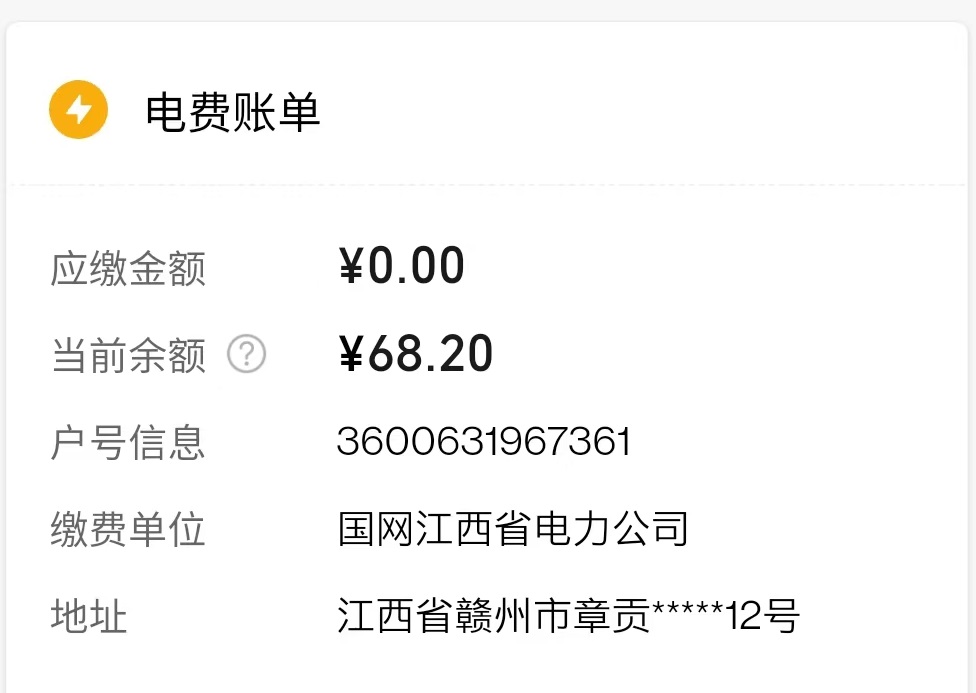 电费账单
应缴金额 ¥0.00
当前余额 ? ¥68.20
户号信息 3600631967361
缴费单位 国网江西省电力公司
地址 江西省赣州市章贡*****12号